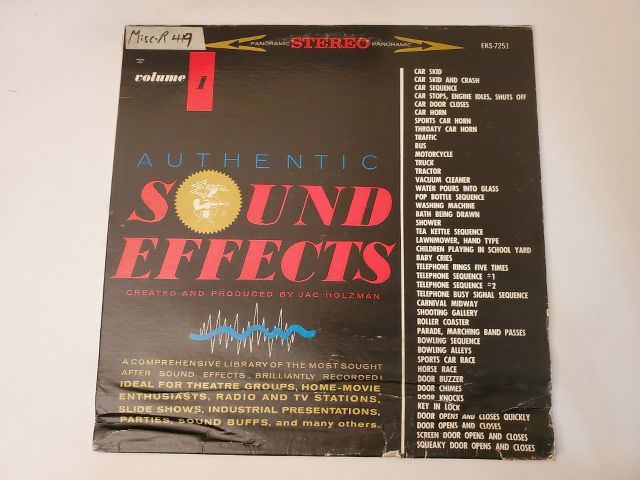 Misc-R 419
PANORAMIC STEREO PANORAMIC
EKS-7251
volume 1
AUTHENTIC
SOUND
EFFECTS
CREATED AND PRODUCED BY JAC HOLZMAN
A COMPREHENSIVE LIBRARY OF THE MOST SOUGHT
AFTER SOUND EFFECTS, BRILLIANTLY RECORDED!
IDEAL FOR THEATRE GROUPS, HOME-MOVIE
ENTHUSIASTS, RADIO AND TV STATIONS,
SLIDE SHOWS, INDUSTRIAL PRESENTATIONS,
PARTIES, SOUND BUFFS, and many others.
CAR SKID
CAR SKID AND CRASH
CAR SEQUENCE
CAR STOPS, ENGINE IDLES, SHUTS OFF
CAR DOOR CLOSES
CAR HORN
SPORTS CAR HORN
THROATY CAR HORN
TRAFFIC
BUS
MOTORCYCLE
TRUCK
TRACTOR
VACUUM CLEANER
WATER POURS INTO GLASS
POP BOTTLE SEQUENCE
WASHING MACHINE
BATH BEING DRAWN
SHOWER
TEA KETTLE SEQUENCE
LAWNMOWER, HAND TYPE
CHILDREN PLAYING IN SCHOOL YARD
BABY CRIES
TELEPHONE RINGS FIVE TIMES
TELEPHONE SEQUENCE #1
TELEPHONE SEQUENCE #2
TELEPHONE BUSY SIGNAL SEQUENCE
CARNIVAL MIDWAY
SHOOTING GALLERY
ROLLER COASTER
PARADE, MARCHING BAND PASSES
BOWLING SEQUENCE
BOWLING ALLEYS
SPORTS CAR RACE
HORSE RACE
DOOR BUZZER
DOOR CHIMES
DOOR KNOCKS
KEY IN LOCK
DOOR OPENS AND CLOSES QUICKLY
DOOR OPENS AND CLOSES
SCREEN DOOR OPENS AND CLOSES
SQUEAKY DOOR OPENS AND CLOSES